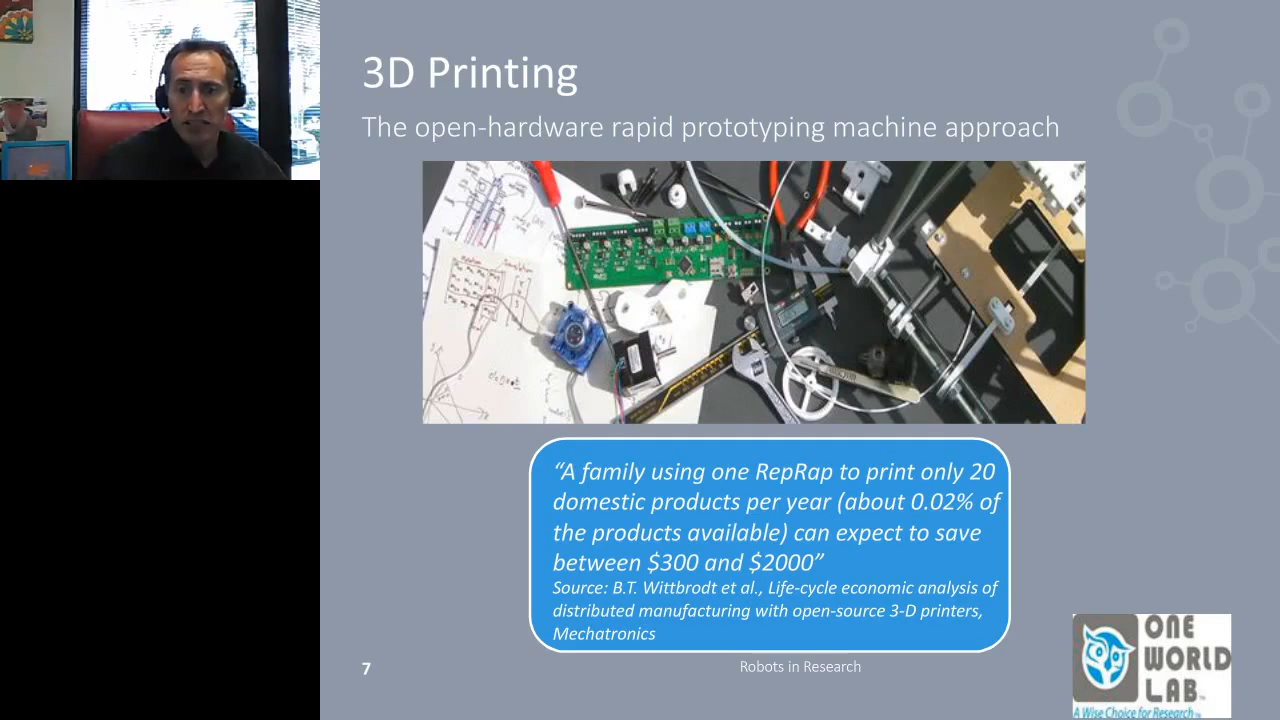 3D Printing
The open-hardware rapid prototyping machine approach
“A family using one RepRap to print only 20
domestic products per year (about 0.02% of
the products available) can expect to save
between $300 and $2000”
Source: B.T. Wittbrodt et al., Life-cycle economic analysis of
distributed manufacturing with open-source 3-D printers,
Mechatronics
7
Robots in Research
ONE
WORLD
LAB
A Wise Choice for Research